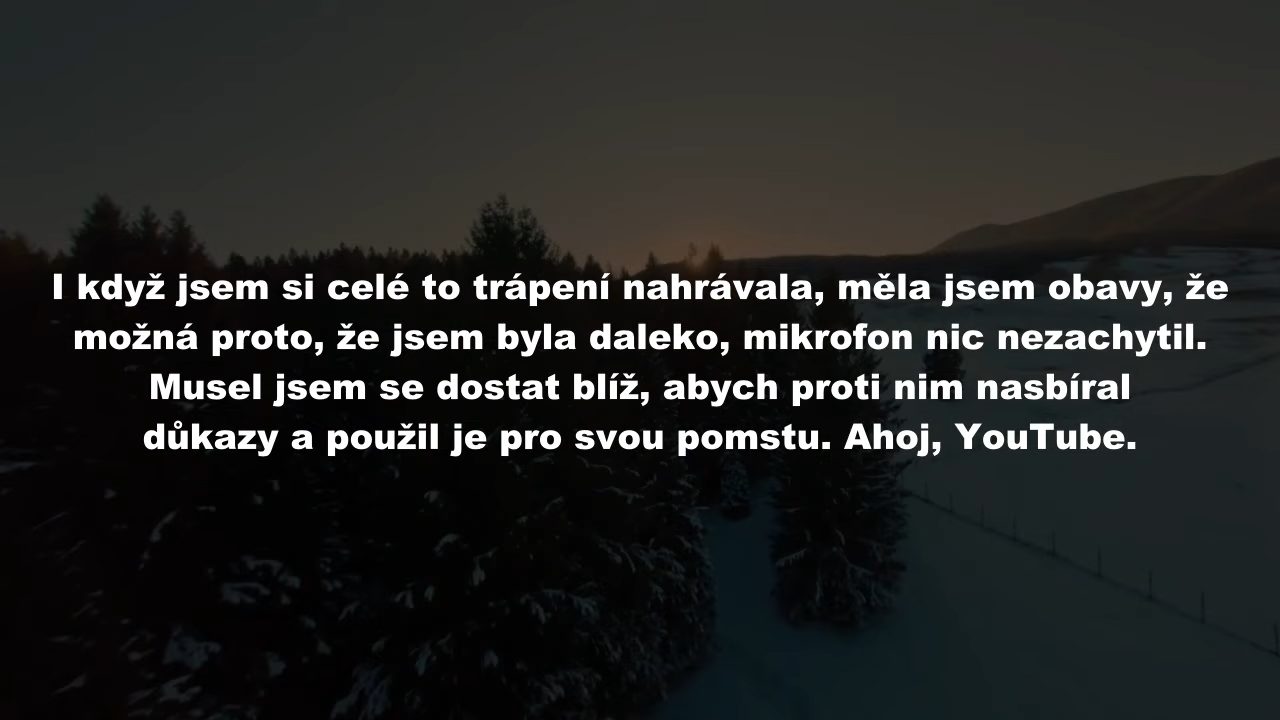 I když jsem si celé to trápení nahrávala, měla jsem obavy, že
možná proto, že jsem byla daleko, mikrofon nic nezachytil.
Musel jsem se dostat blíž, abych proti nim nasbíral
důkazy a použil je pro svou pomstu. Ahoj, YouTube.